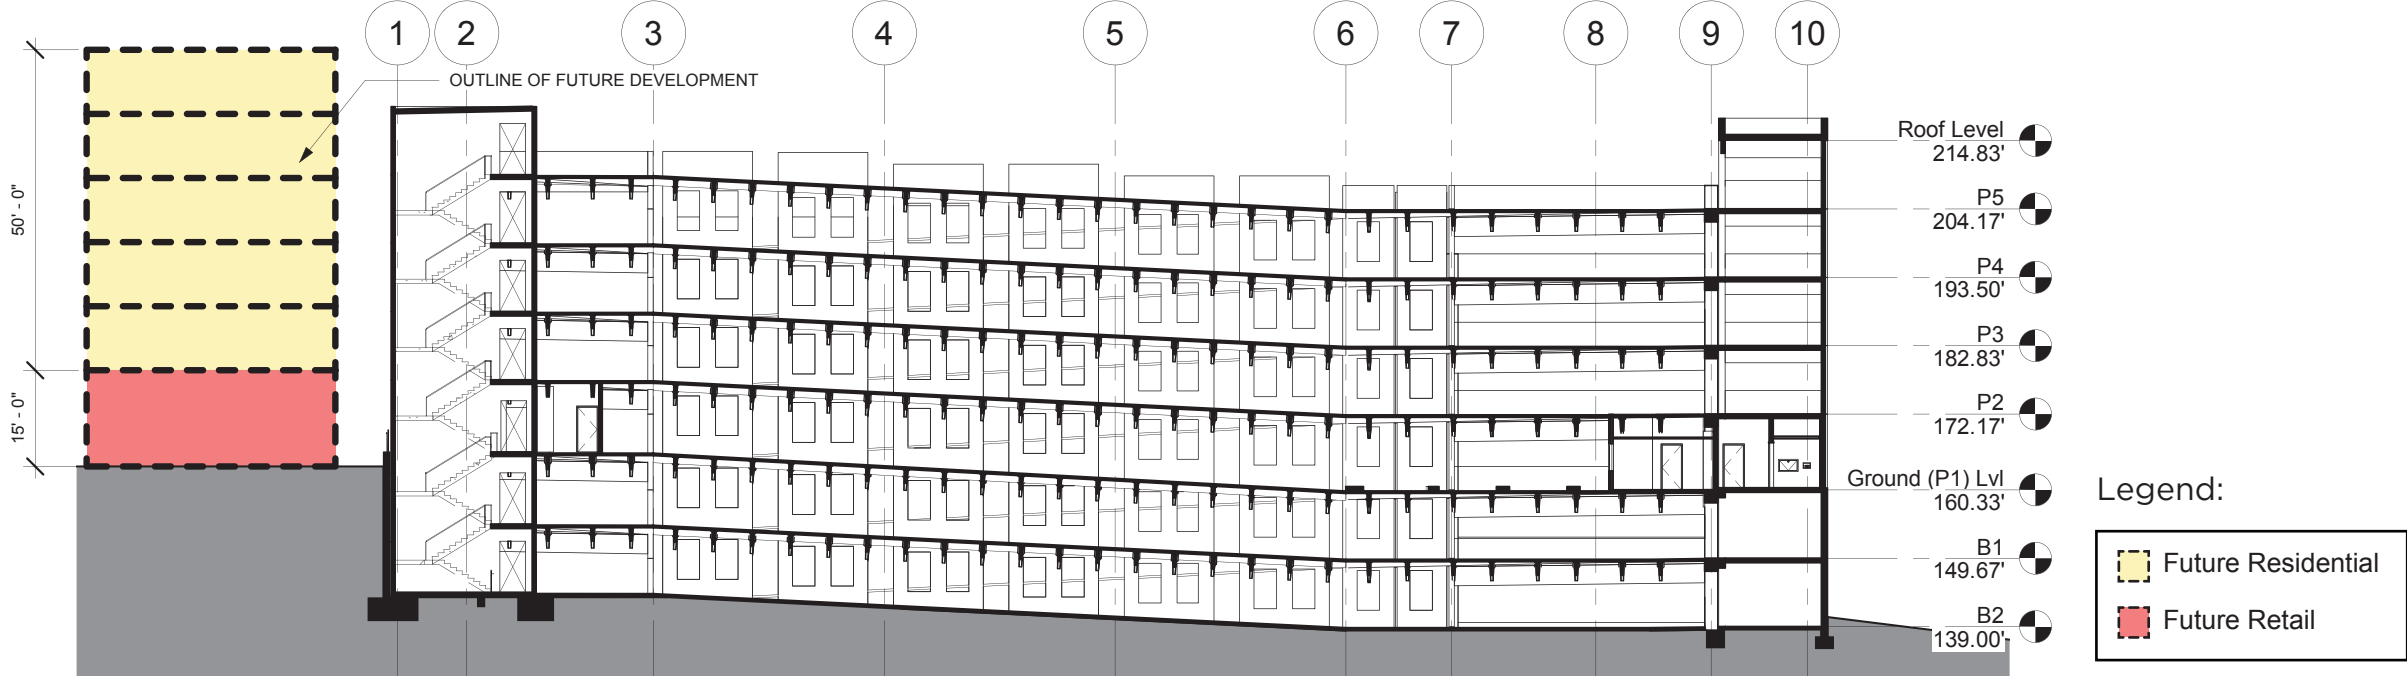 1 2 3 4 5 6 7 8 9 10
OUTLINE OF FUTURE DEVELOPMENT
50' - 0"
15' - 0"
Roof Level
214.83'
P5
204.17'
P4
193.50'
P3
182.83'
P2
172.17'
Ground (P1) Lvl
160.33'
B1
149.67'
B2
139.00'
Legend:
Future Residential
Future Retail